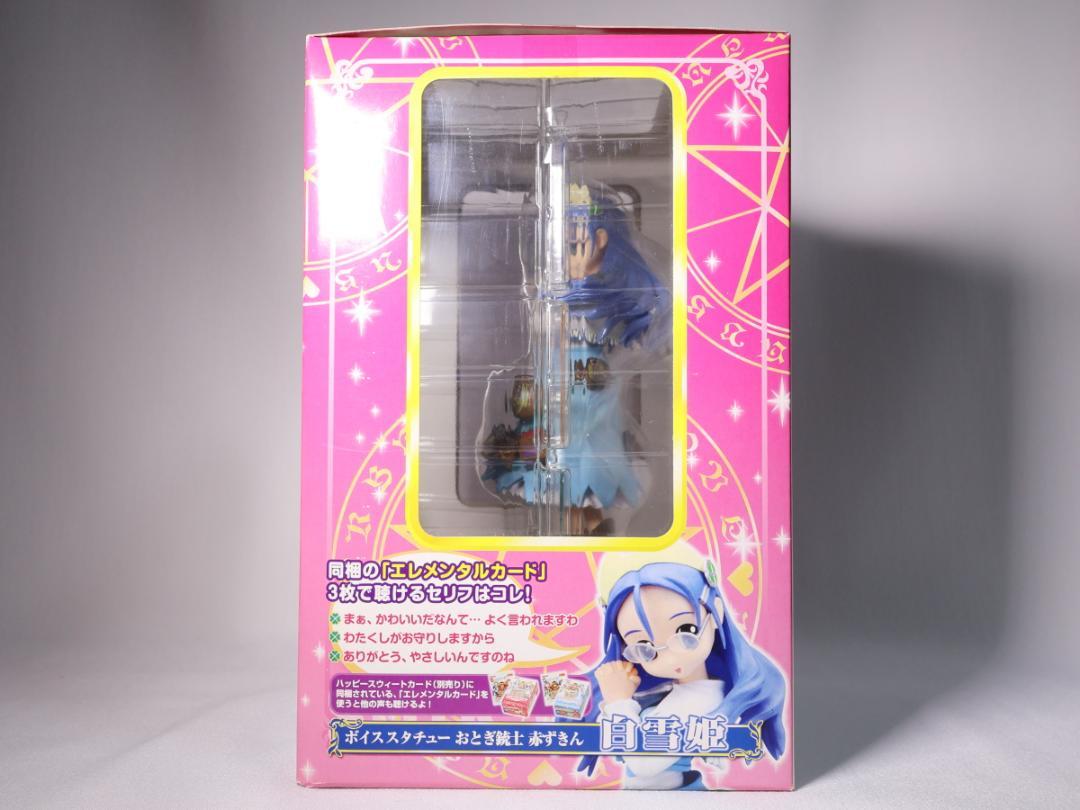 同梱の「エレメンタルカード」
3枚で聴けるセリフはコレ!
まぁ、かわいいだなんて… よく言われますわ
わたくしがお守りしますから
ありがとう、やさしいんですのね
ハッピースウィートカード(別売り)に
同梱されている、「エレメンタルカード」を
使うと他の声も聴けるよ!
ボイススタチュー おとぎ銃士 赤ずきん 白雪姫